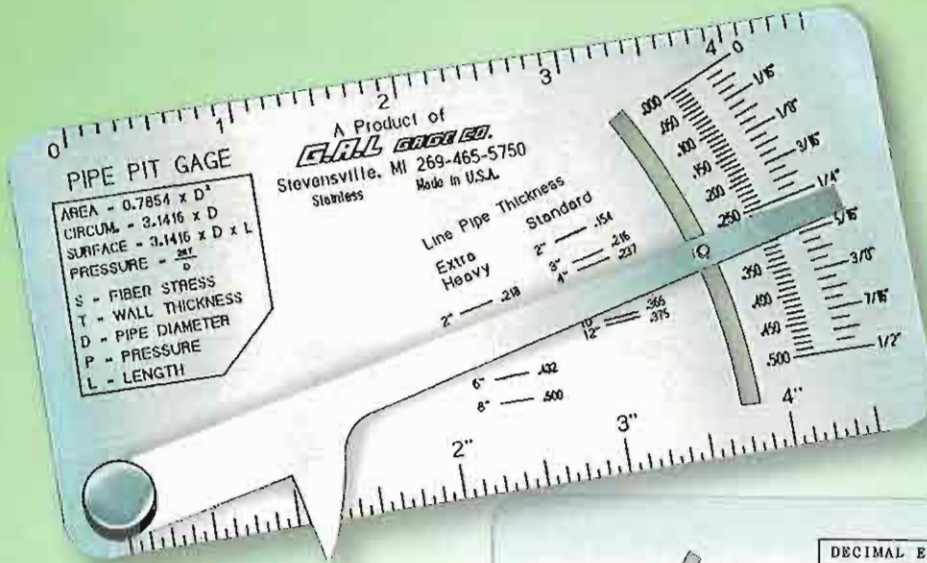 0 1 2 3 4
PIPE PIT GAGE
AREA - 0.7854 x D²
CIRCUM. - 3.1416 x D
SURFACE - 3.1416 x D x L
PRESSURE - 2ST
D
S - FIBER STRESS
T - WALL THICKNESS
D - PIPE DIAMETER
P - PRESSURE
L - LENGTH
A Product of
G.A.L GAGE CO.
Stevensville, MI 269-465-5750
Stainless Made in U.S.A.
Line Pipe Thickness
Extra Heavy
Standard
2" .154
3" .216
4" .237
2" .218
10" .365
12" .375
6" .432
8" .500
.000 0
.050 1/16"
.100 1/8"
.150 3/16"
.200
.250 1/4"
5/16"
.350 3/8"
.400
.450 7/16"
.500 1/2"
2" 3" 4"
DECIMAL E